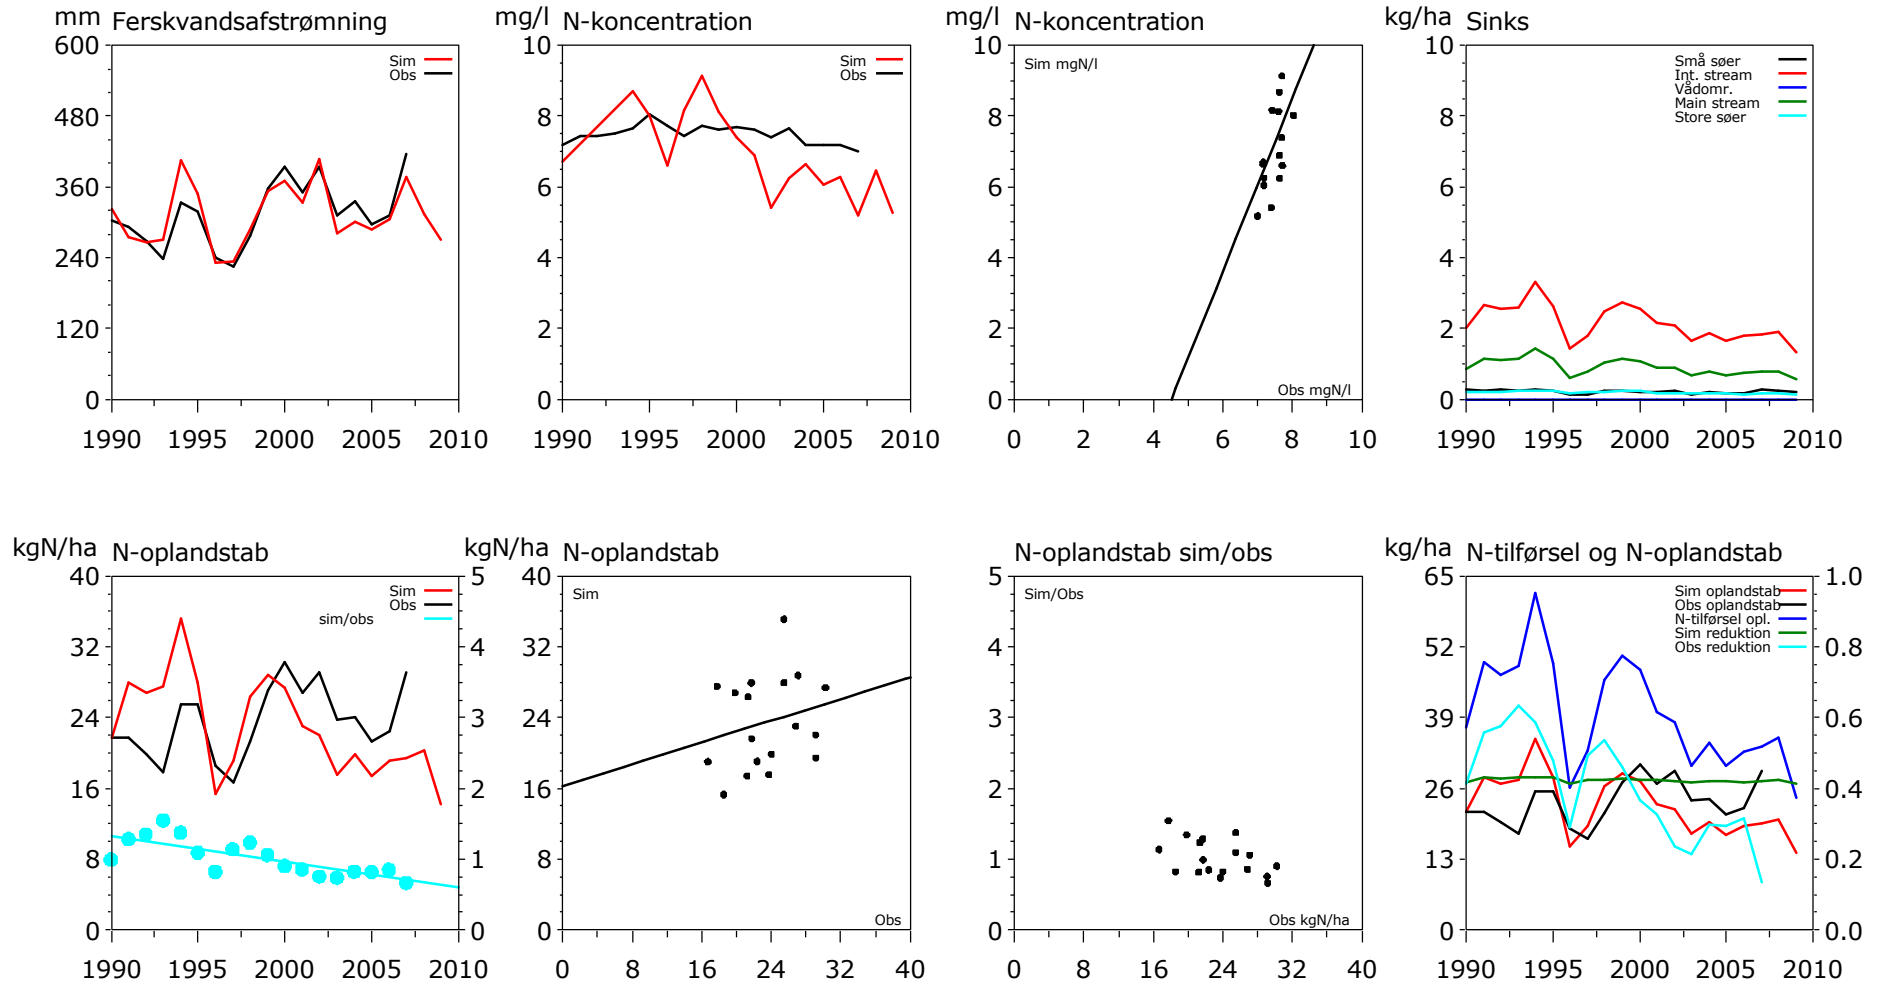 mm Ferskvandsafstrømning
600
480
360
240
120
0
1990 1995 2000 2005 2010
Sim
Obs
mg/l N-koncentration
10
8
6
4
2
0
1990 1995 2000 2005 2010
Sim
Obs
mg/l N-koncentration
10
8
6
4
2
0
0 2 4 6 8 10
Sim mgN/l
Obs mgN/l
kg/ha Sinks
10
8
6
4
2
0
1990 1995 2000 2005 2010
Små søer
Int. stream
Vådomr.
Main stream
Store søer
kgN/ha N-oplandstab
40
32
24
16
8
0
5
4
3
2
1
0
1990 1995 2000 2005 2010
Sim
Obs
sim/obs
kgN/ha N-oplandstab
40
32
24
16
8
0
0 8 16 24 32 40
Sim
Obs
N-oplandstab sim/obs
5
4
3
2
1
0
0 8 16 24 32 40
Sim/Obs
Obs kgN/ha
kg/ha N-tilførsel og N-oplandstab
65
52
39
26
13
0
1.0
0.8
0.6
0.4
0.2
0.0
1990 1995 2000 2005 2010
Sim oplandstab
Obs oplandstab
N-tilførsel opl.
Sim reduktion
Obs reduktion